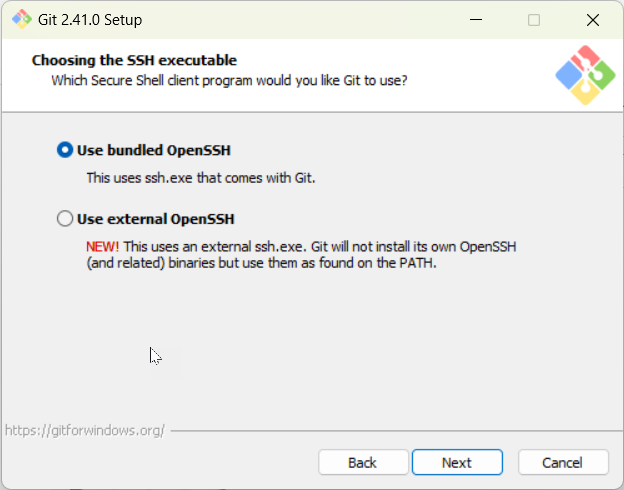 Git 2.41.0 Setup
Choosing the SSH executable
Which Secure Shell client program would you like Git to use?
Use bundled OpenSSH
This uses ssh.exe that comes with Git.
Use external OpenSSH
NEW! This uses an external ssh.exe. Git will not install its own OpenSSH
(and related) binaries but use them as found on the PATH.
https://gitforwindows.org/
Back Next Cancel